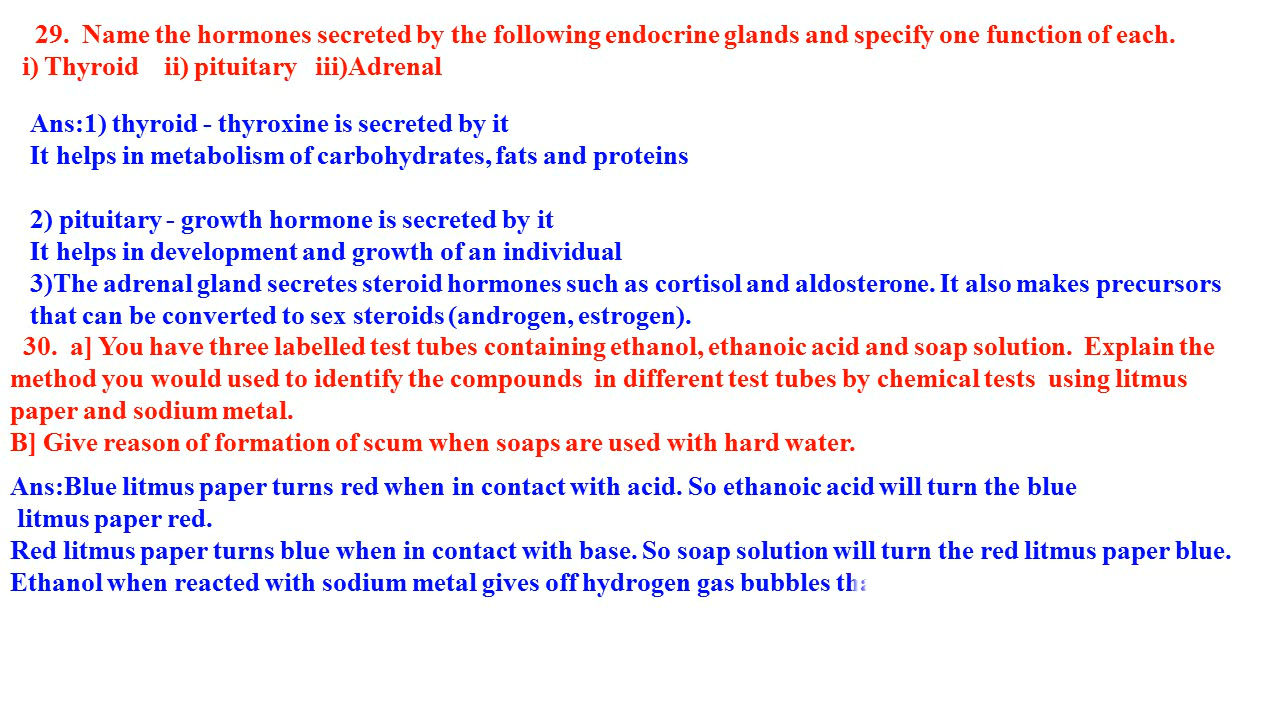 29. Name the hormones secreted by the following endocrine glands and specify one function of each.
i) Thyroid ii) pituitary iii)Adrenal
Ans:1) thyroid - thyroxine is secreted by it
It helps in metabolism of carbohydrates, fats and proteins
2) pituitary - growth hormone is secreted by it
It helps in development and growth of an individual
3)The adrenal gland secretes steroid hormones such as cortisol and aldosterone. It also makes precursors
that can be converted to sex steroids (androgen, estrogen).
30. a] You have three labelled test tubes containing ethanol, ethanoic acid and soap solution. Explain the
method you would used to identify the compounds in different test tubes by chemical tests using litmus
paper and sodium metal.
B] Give reason of formation of scum when soaps are used with hard water.
Ans:Blue litmus paper turns red when in contact with acid. So ethanoic acid will turn the blue
litmus paper red.
Red litmus paper turns blue when in contact with base. So soap solution will turn the red litmus paper blue.
Ethanol when reacted with sodium metal gives off hydrogen gas bubbles